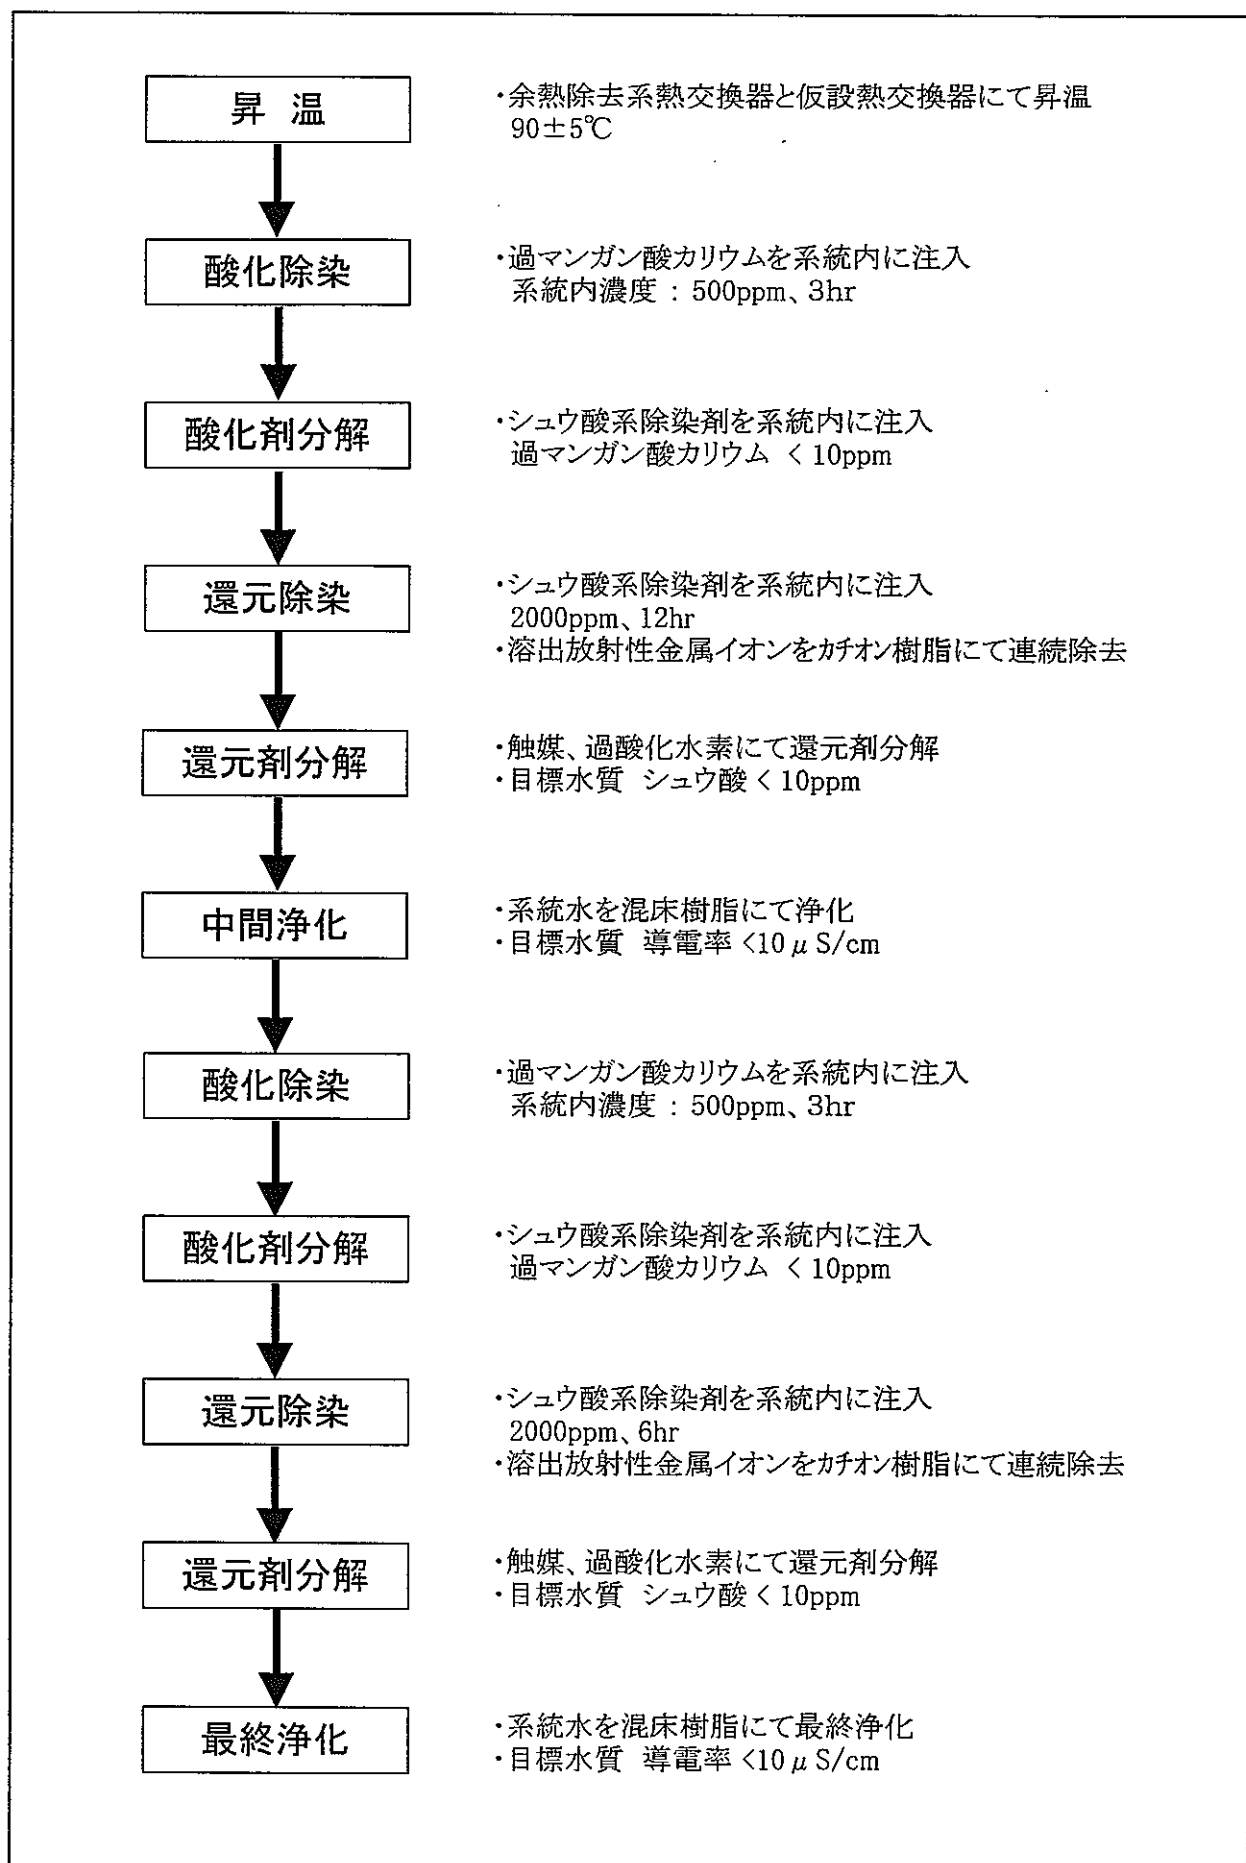 昇 温
・余熱除去系熱交換器と仮設熱交換器にて昇温
90±5℃
酸化除染
・過マンガン酸カリウムを系統内に注入
系統内濃度 : 500ppm、3hr
酸化剤分解
・シュウ酸系除染剤を系統内に注入
過マンガン酸カリウム < 10ppm
還元除染
・シュウ酸系除染剤を系統内に注入
2000ppm、12hr
・溶出放射性金属イオンをカチオン樹脂にて連続除去
還元剤分解
・触媒、過酸化水素にて還元剤分解
・目標水質 シュウ酸 < 10ppm
中間浄化
・系統水を混床樹脂にて浄化
・目標水質 導電率 <10 μ S/cm
酸化除染
・過マンガン酸カリウムを系統内に注入
系統内濃度 : 500ppm、3hr
酸化剤分解
・シュウ酸系除染剤を系統内に注入
過マンガン酸カリウム < 10ppm
還元除染
・シュウ酸系除染剤を系統内に注入
2000ppm、6hr
・溶出放射性金属イオンをカチオン樹脂にて連続除去
還元剤分解
・触媒、過酸化水素にて還元剤分解
・目標水質 シュウ酸 < 10ppm
最終浄化
・系統水を混床樹脂にて最終浄化
・目標水質 導電率 <10 μ S/cm